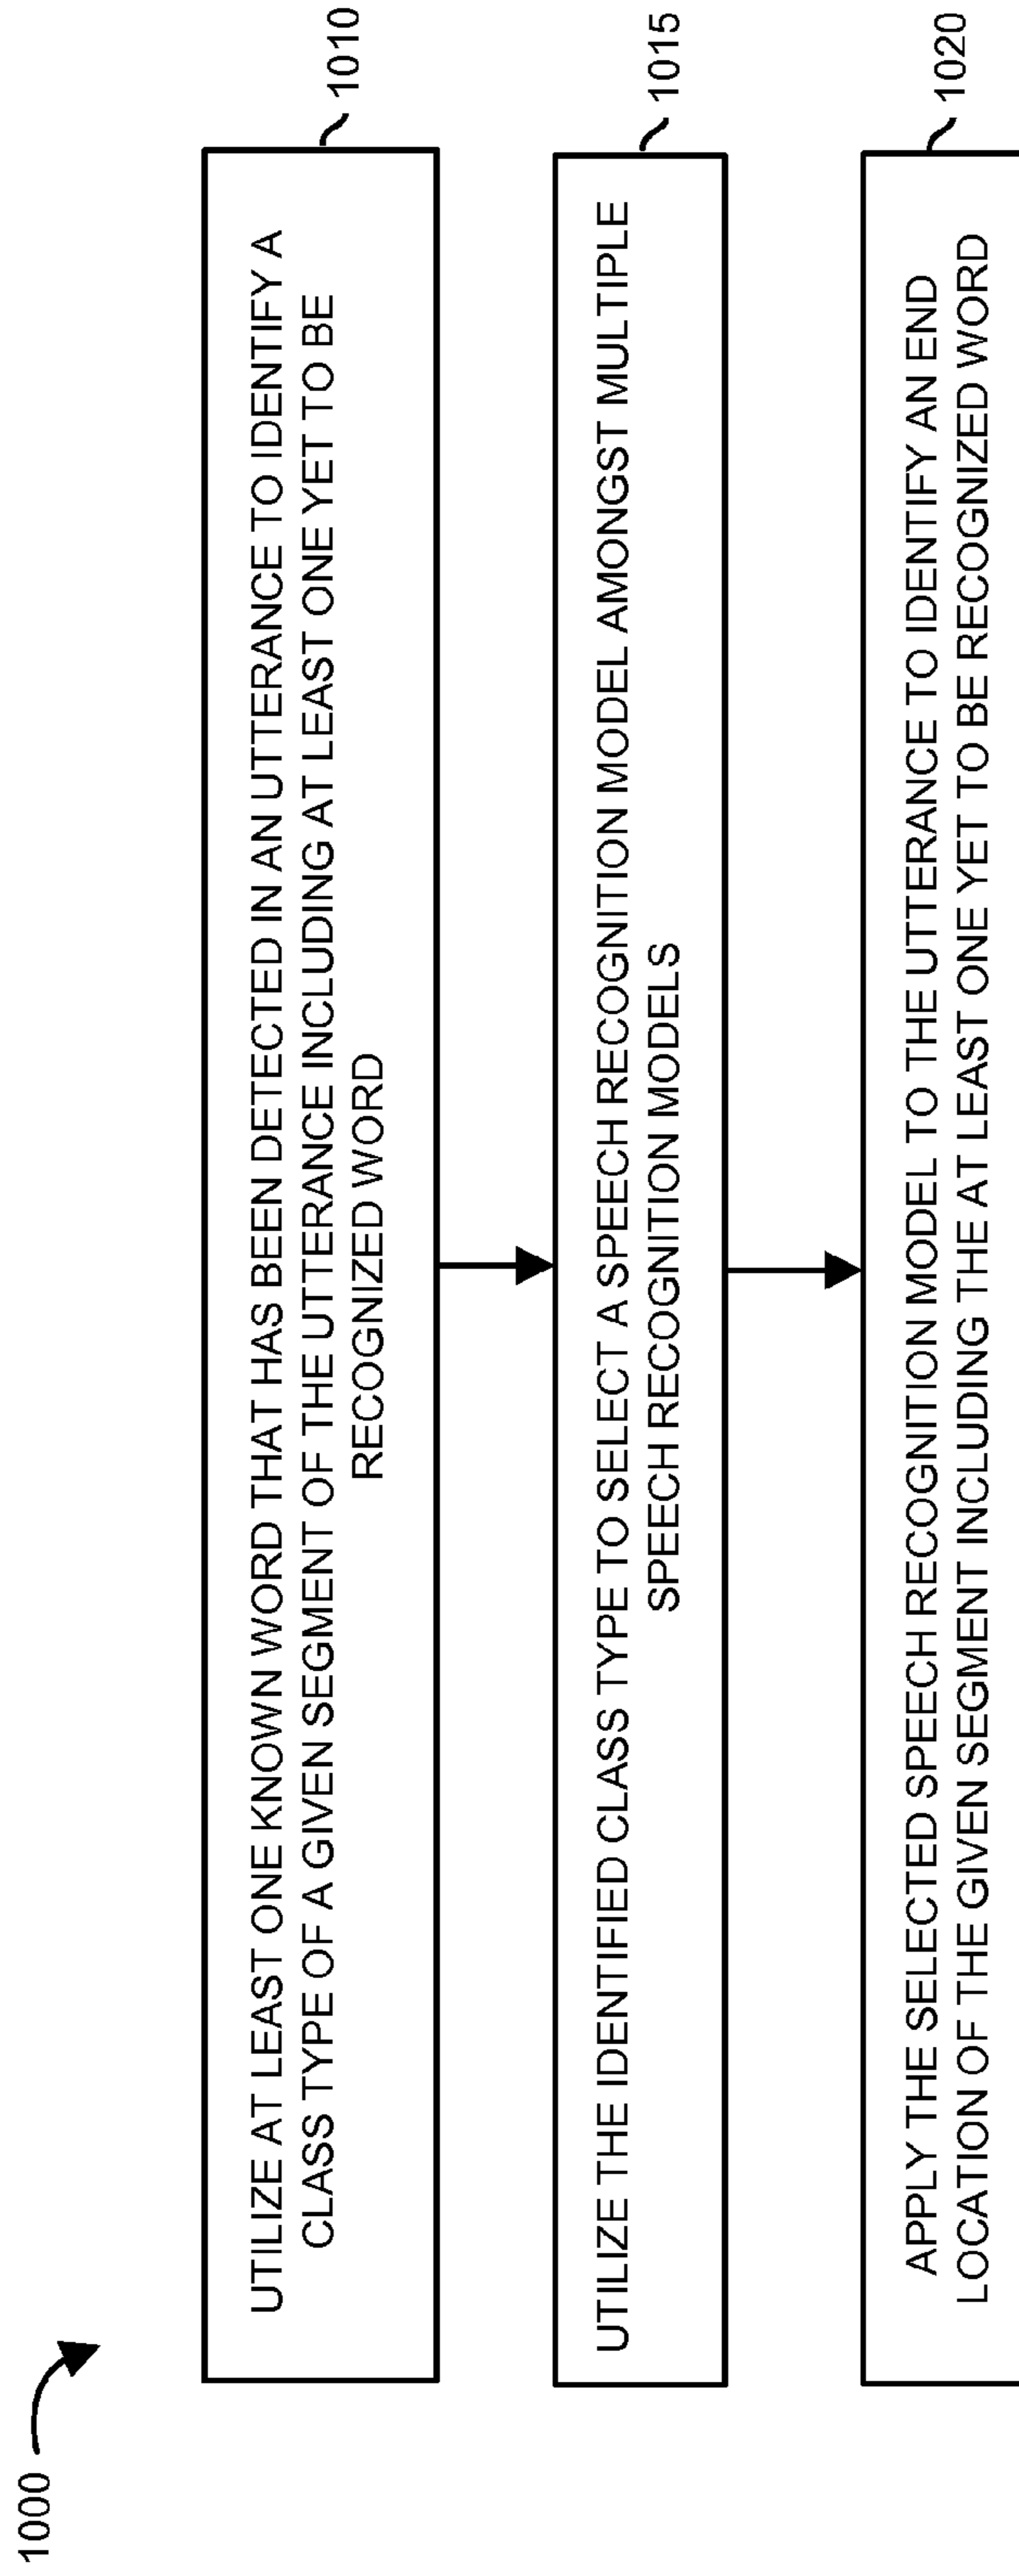 1000
UTILIZE AT LEAST ONE KNOWN WORD THAT HAS BEEN DETECTED IN AN UTTERANCE TO IDENTIFY A
CLASS TYPE OF A GIVEN SEGMENT OF THE UTTERANCE INCLUDING AT LEAST ONE YET TO BE
RECOGNIZED WORD
1010
UTILIZE THE IDENTIFIED CLASS TYPE TO SELECT A SPEECH RECOGNITION MODEL AMONGST MULTIPLE
SPEECH RECOGNITION MODELS
1015
APPLY THE SELECTED SPEECH RECOGNITION MODEL TO THE UTTERANCE TO IDENTIFY AN END
LOCATION OF THE GIVEN SEGMENT INCLUDING THE AT LEAST ONE YET TO BE RECOGNIZED WORD
1020